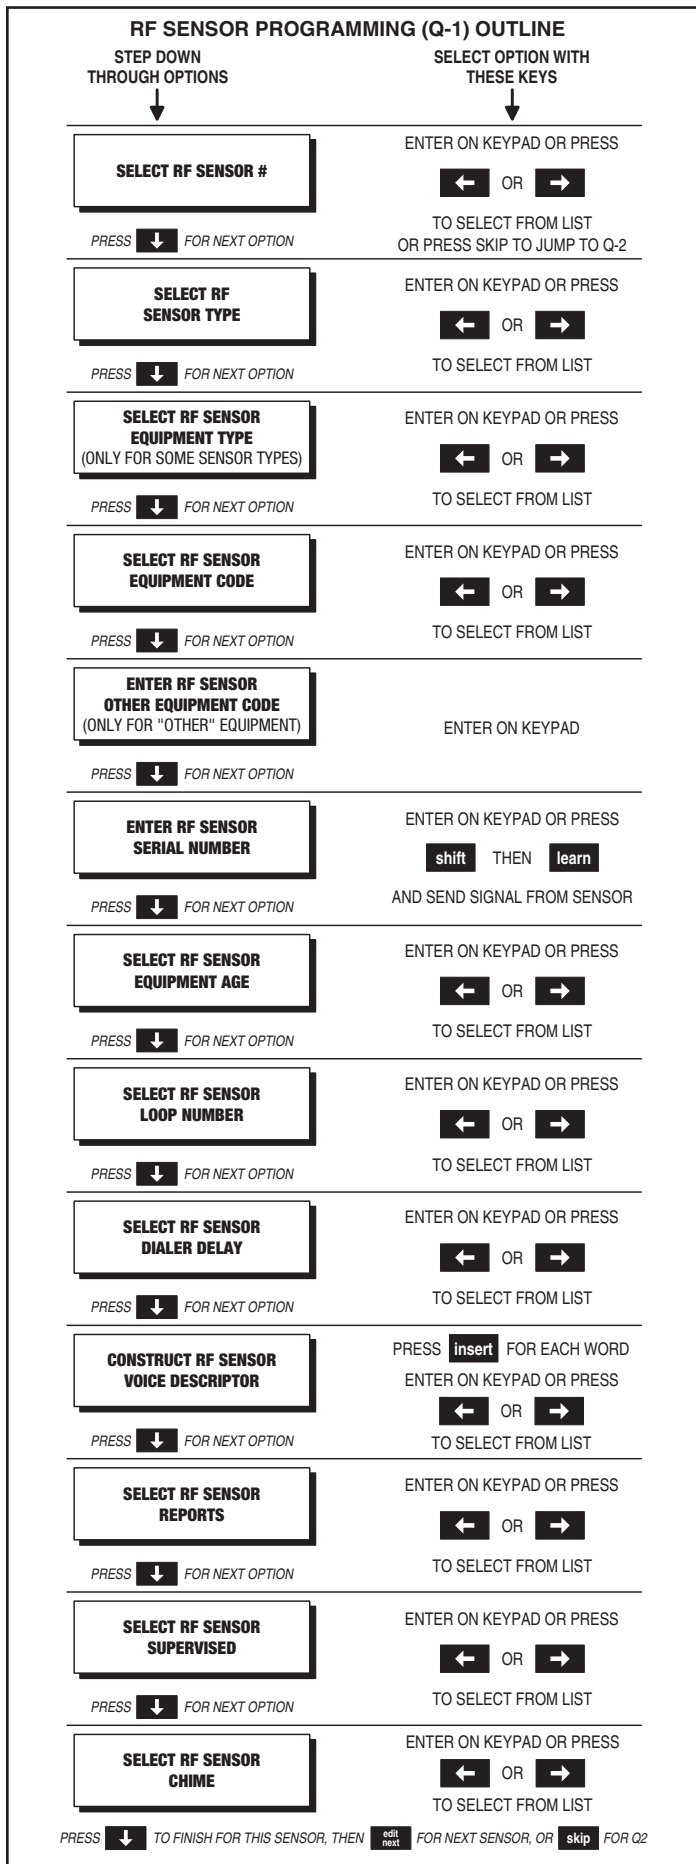 RF SENSOR PROGRAMMING (Q-1) OUTLINE
STEP DOWN
THROUGH OPTIONS
SELECT OPTION WITH
THESE KEYS
SELECT RF SENSOR #
PRESS ↓ FOR NEXT OPTION
ENTER ON KEYPAD OR PRESS
← OR →
TO SELECT FROM LIST
OR PRESS SKIP TO JUMP TO Q-2
SELECT RF
SENSOR TYPE
PRESS ↓ FOR NEXT OPTION
ENTER ON KEYPAD OR PRESS
← OR →
TO SELECT FROM LIST
SELECT RF SENSOR
EQUIPMENT TYPE
(ONLY FOR SOME SENSOR TYPES)
PRESS ↓ FOR NEXT OPTION
ENTER ON KEYPAD OR PRESS
← OR →
TO SELECT FROM LIST
SELECT RF SENSOR
EQUIPMENT CODE
PRESS ↓ FOR NEXT OPTION
ENTER ON KEYPAD OR PRESS
← OR →
TO SELECT FROM LIST
ENTER RF SENSOR
OTHER EQUIPMENT CODE
(ONLY FOR "OTHER" EQUIPMENT)
PRESS ↓ FOR NEXT OPTION
ENTER ON KEYPAD
ENTER RF SENSOR
SERIAL NUMBER
PRESS ↓ FOR NEXT OPTION
ENTER ON KEYPAD OR PRESS
shift THEN learn
AND SEND SIGNAL FROM SENSOR
SELECT RF SENSOR
EQUIPMENT AGE
PRESS ↓ FOR NEXT OPTION
ENTER ON KEYPAD OR PRESS
← OR →
TO SELECT FROM LIST
SELECT RF SENSOR
LOOP NUMBER
PRESS ↓ FOR NEXT OPTION
ENTER ON KEYPAD OR PRESS
← OR →
TO SELECT FROM LIST
SELECT RF SENSOR
DIALER DELAY
PRESS ↓ FOR NEXT OPTION
ENTER ON KEYPAD OR PRESS
← OR →
TO SELECT FROM LIST
CONSTRUCT RF SENSOR
VOICE DESCRIPTOR
PRESS ↓ FOR NEXT OPTION
PRESS insert FOR EACH WORD
ENTER ON KEYPAD OR PRESS
← OR →
TO SELECT FROM LIST
SELECT RF SENSOR
REPORTS
PRESS ↓ FOR NEXT OPTION
ENTER ON KEYPAD OR PRESS
← OR →
TO SELECT FROM LIST
SELECT RF SENSOR
SUPERVISED
PRESS ↓ FOR NEXT OPTION
ENTER ON KEYPAD OR PRESS
← OR →
TO SELECT FROM LIST
SELECT RF SENSOR
CHIME
ENTER ON KEYPAD OR PRESS
← OR →
TO SELECT FROM LIST
PRESS ↓ TO FINISH FOR THIS SENSOR, THEN edit next FOR NEXT SENSOR, OR skip FOR Q2